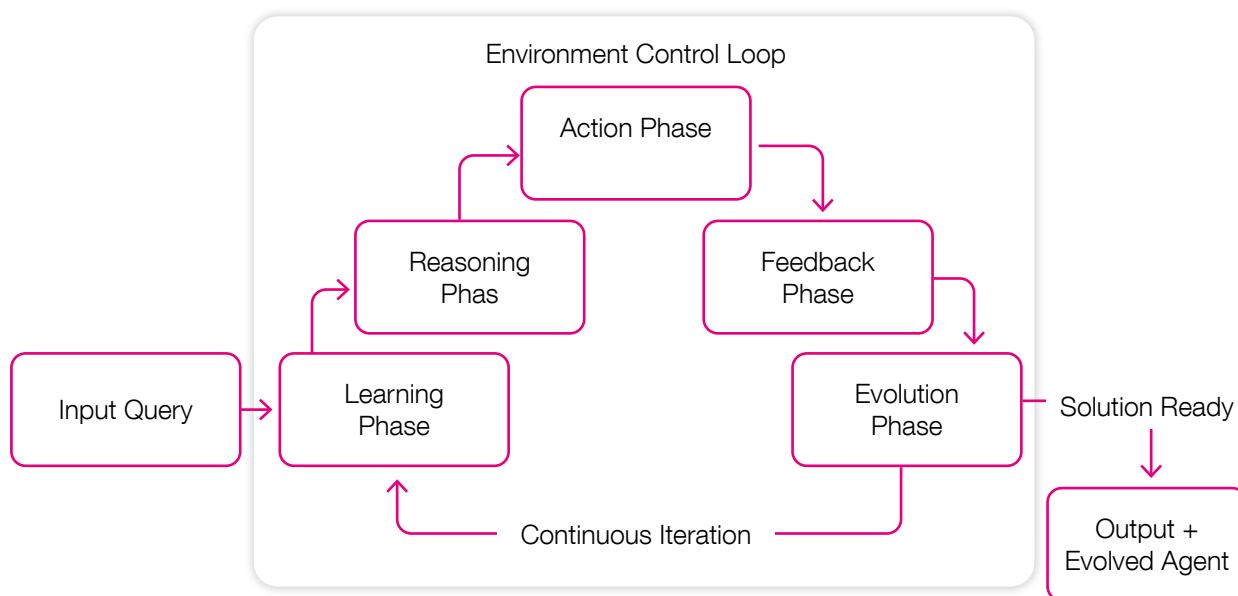 Environment Control Loop
Action Phase
Reasoning
Phas
Feedback
Phase
Input Query
Learning
Phase
Evolution
Phase
Solution Ready
Continuous Iteration
Output +
Evolved Agent